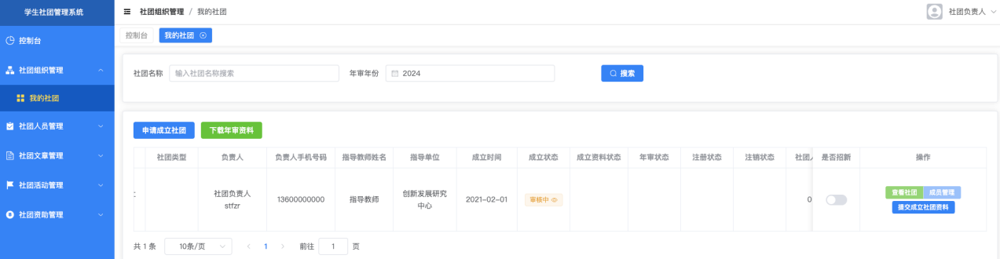 学生社团管理系统
社团组织管理 / 我的社团
社团负责人
控制台
社团组织管理
我的社团
社团人员管理
社团文章管理
社团活动管理
社团资助管理
控制台 我的社团
社团名称 输入社团名称搜索 年审年份 2024 搜索
申请成立社团 下载年审资料
社团类型 负责人 负责人手机号码 指导教师姓名 指导单位 成立时间 成立状态 成立资料状态 年审状态 注册状态 注销状态 社团 是否招新 操作
社团负责人
stfzr
13600000000 指导教师
创新发展研究
中心
2021-02-01 审核中 0
查看社团 成员管理
提交成立社团资料
共 1 条 10条/页 1 前往 1 页